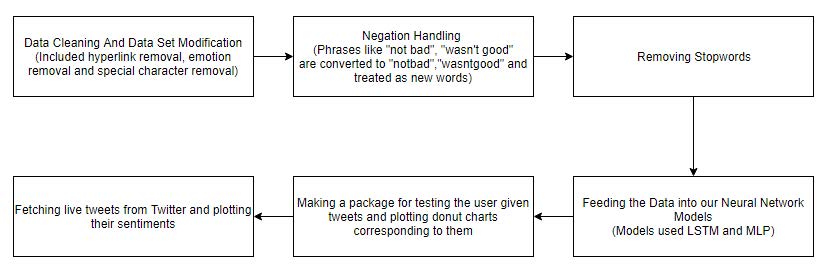 Data Cleaning And Data Set Modification
(Included hyperlink removal, emotion
removal and special character removal)
Negation Handling
(Phrases like "not bad", "wasn't good"
are converted to "notbad","wasntgood" and
treated as new words)
Removing Stopwords
Feeding the Data into our Neural Network
Models
(Models used LSTM and MLP)
Making a package for testing the user given
tweets and plotting donut charts
corresponding to them
Fetching live tweets from Twitter and plotting
their sentiments